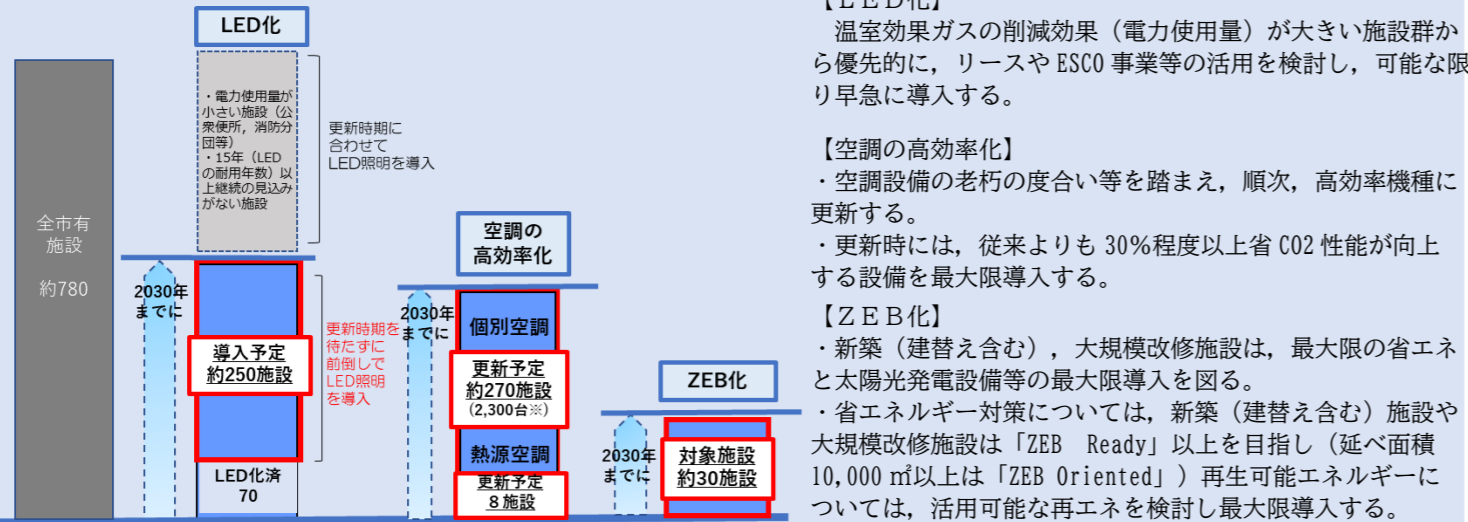 LED化
・電力使用量が
小さい施設（公
衆便所，消防分
団等）
・15年（LED
の耐用年数）以
上継続の見込み
がない施設
更新時期に
合わせて
LED照明を導入
全市有
施設
約780
2030年
までに
導入予定
約250施設
更新時期を
待たずに
前倒しで
LED照明
を導入
LED化済
70
空調の
高効率化
2030年
までに
個別空調
更新予定
約270施設
(2,300台※)
熱源空調
更新予定
８施設
ZEB化
2030年
までに
対象施設
約30施設
【ＬＥＤ化】
温室効果ガスの削減効果（電力使用量）が大きい施設群か
ら優先的に，リースや ESCO 事業等の活用を検討し，可能な限
り早急に導入する。
【空調の高効率化】
・空調設備の老朽の度合い等を踏まえ，順次，高効率機種に
更新する。
・更新時には，従来よりも 30%程度以上省 CO2 性能が向上
する設備を最大限導入する。
【ＺＥＢ化】
・新築（建替え含む），大規模改修施設は，最大限の省エネ
と太陽光発電設備等の最大限導入を図る。
・省エネルギー対策については，新築（建替え含む）施設や
大規模改修施設は「ZEB Ready」以上を目指し（延べ面積
10,000 ㎡以上は「ZEB Oriented」）再生可能エネルギーに
ついては，活用可能な再エネを検討し最大限導入する。